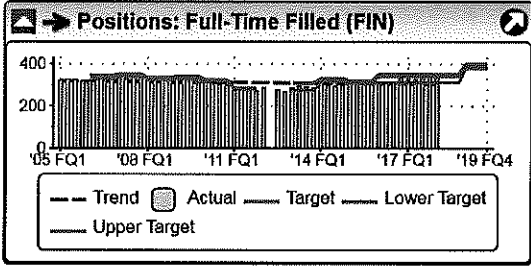 Positions: Full-Time Filled (FIN)
400
200
0
'05 FQ1 '08 FQ1 '11 FQ1 '14 FQ1 '17 FQ1 '19 FQ4
Trend Actual Target Lower Target
Upper Target